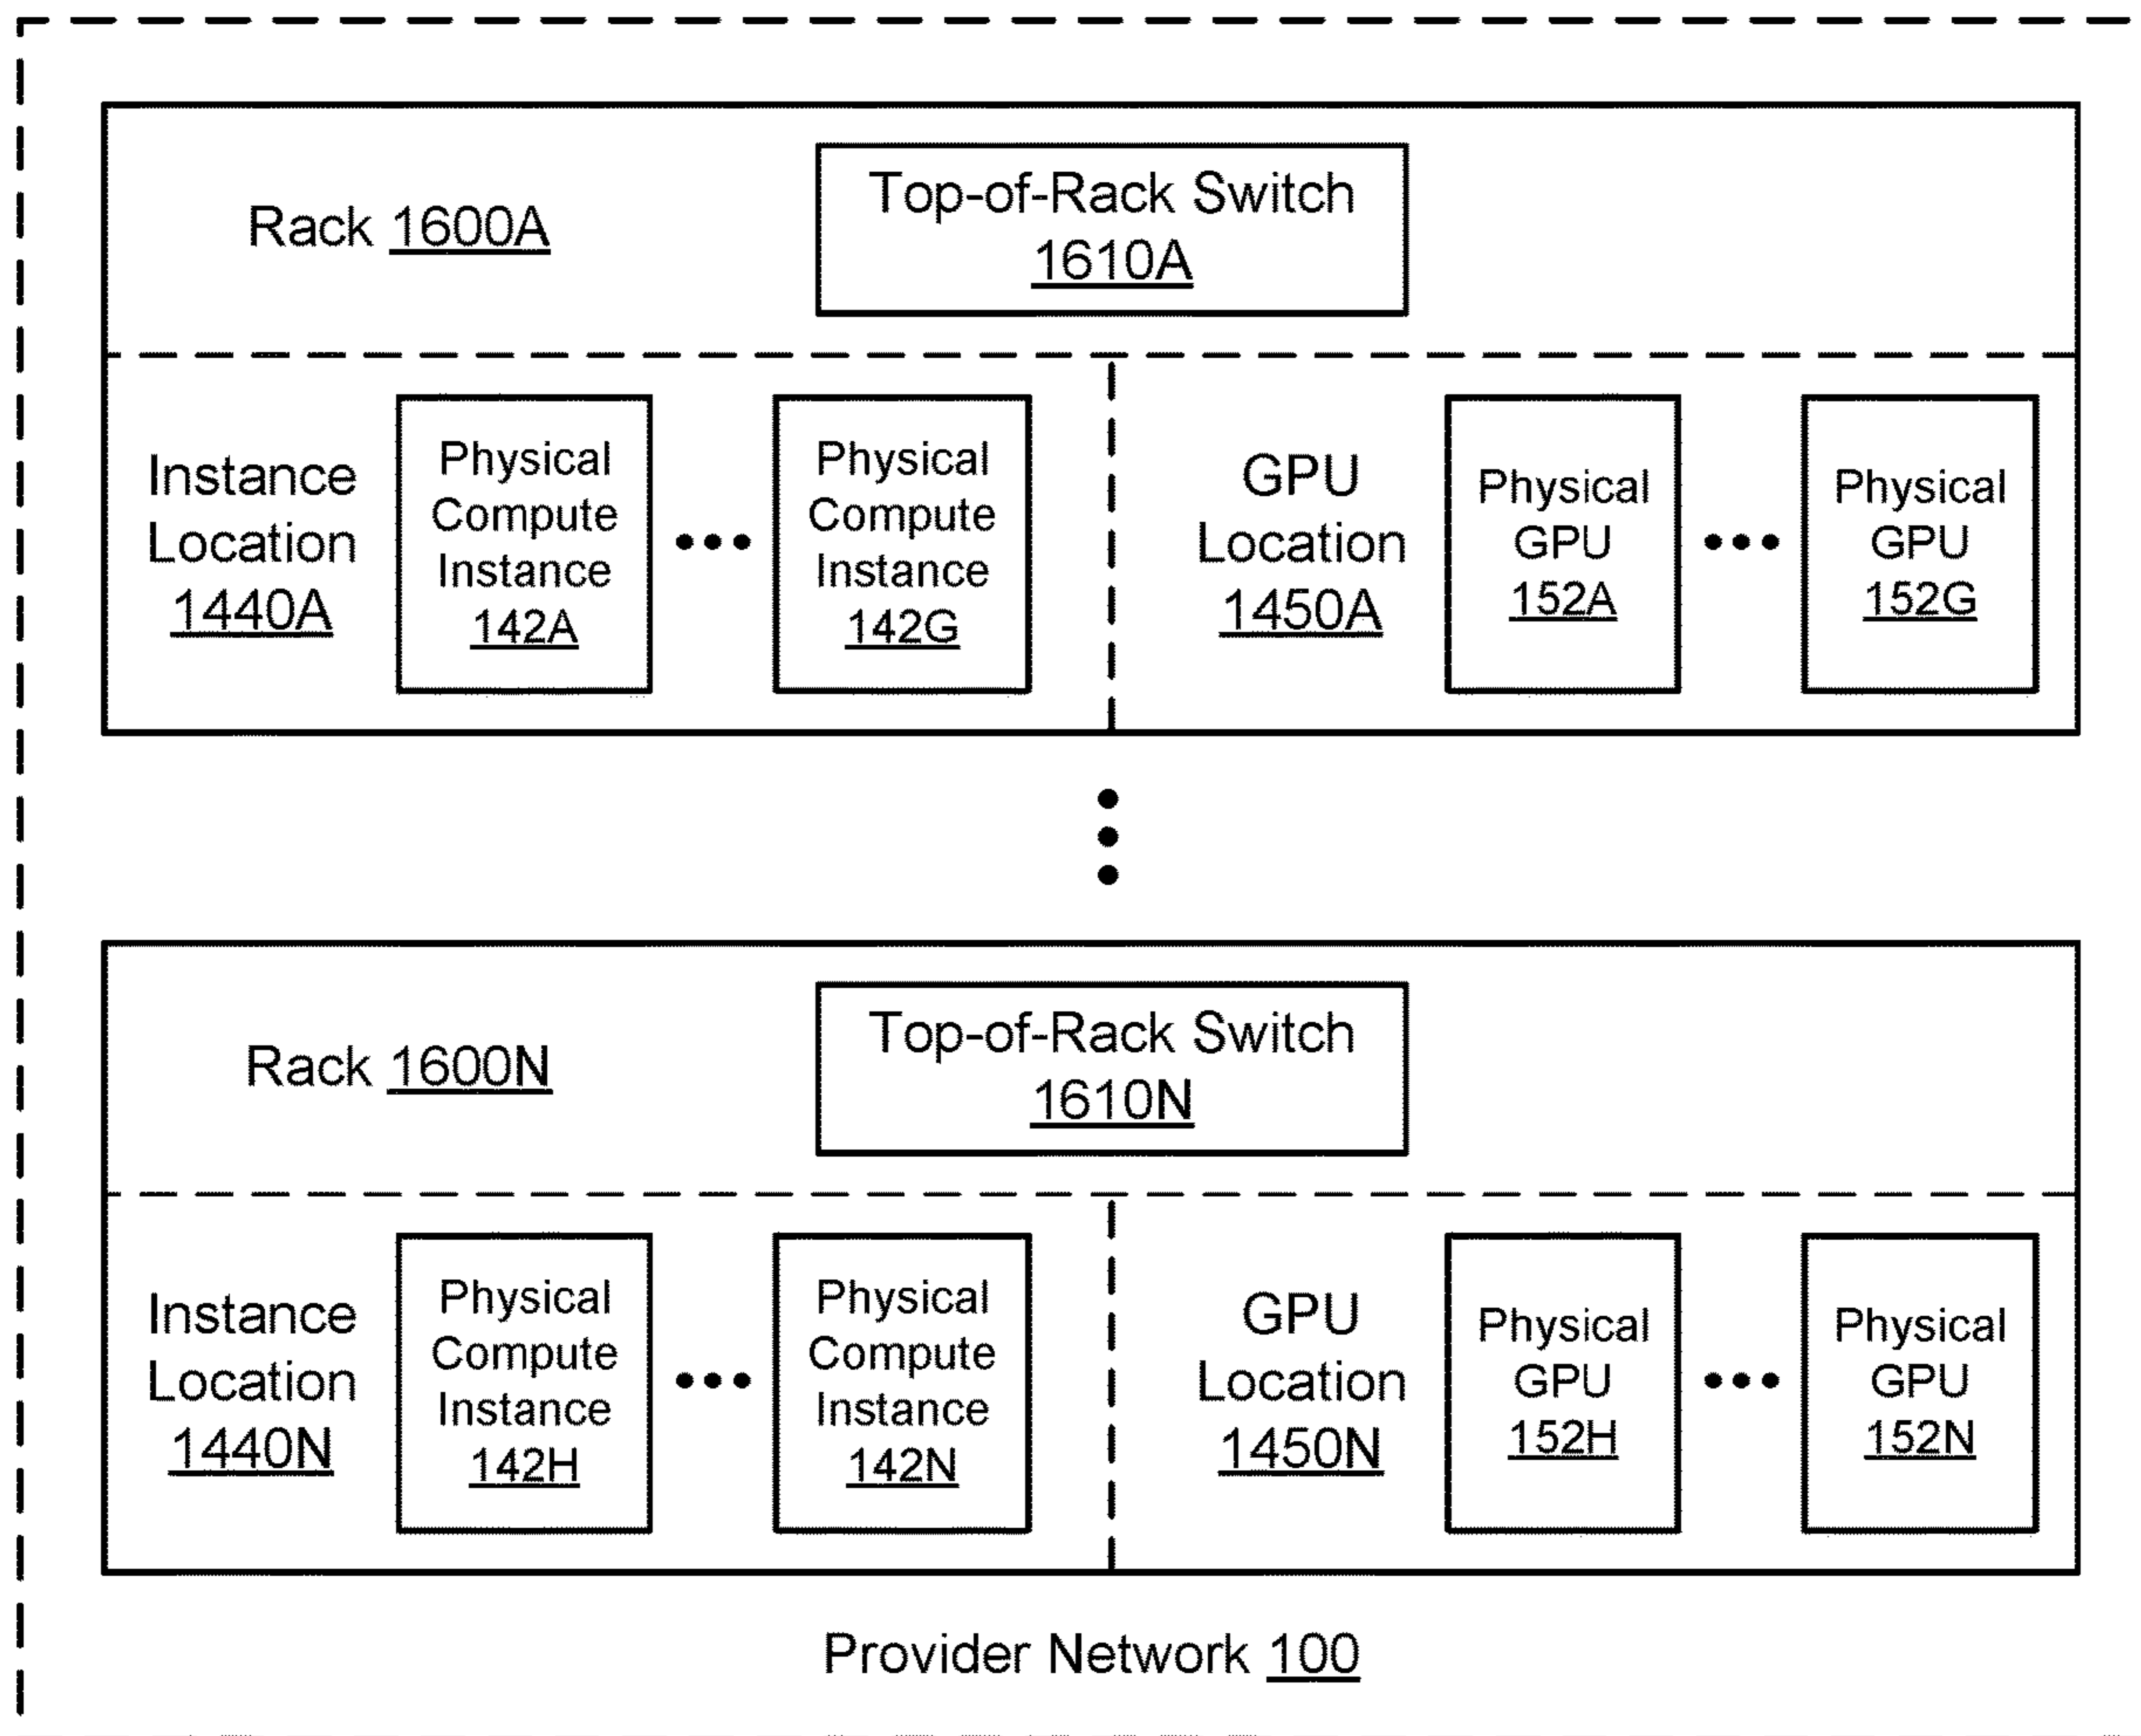 Rack 1600A
Top-of-Rack Switch
1610A
Instance
Location
1440A
Physical
Compute
Instance
142A
Physical
Compute
Instance
142G
GPU
Location
1450A
Physical
GPU
152A
Physical
GPU
152G
Rack 1600N
Top-of-Rack Switch
1610N
Instance
Location
1440N
Physical
Compute
Instance
142H
Physical
Compute
Instance
142N
GPU
Location
1450N
Physical
GPU
152H
Physical
GPU
152N
Provider Network 100